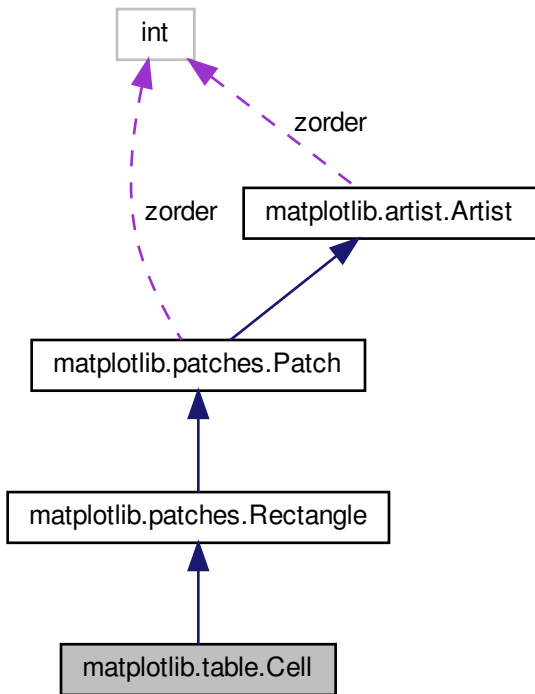 int
zorder
matplotlib.artist.Artist
zorder
matplotlib.patches.Patch
matplotlib.patches.Rectangle
matplotlib.table.Cell